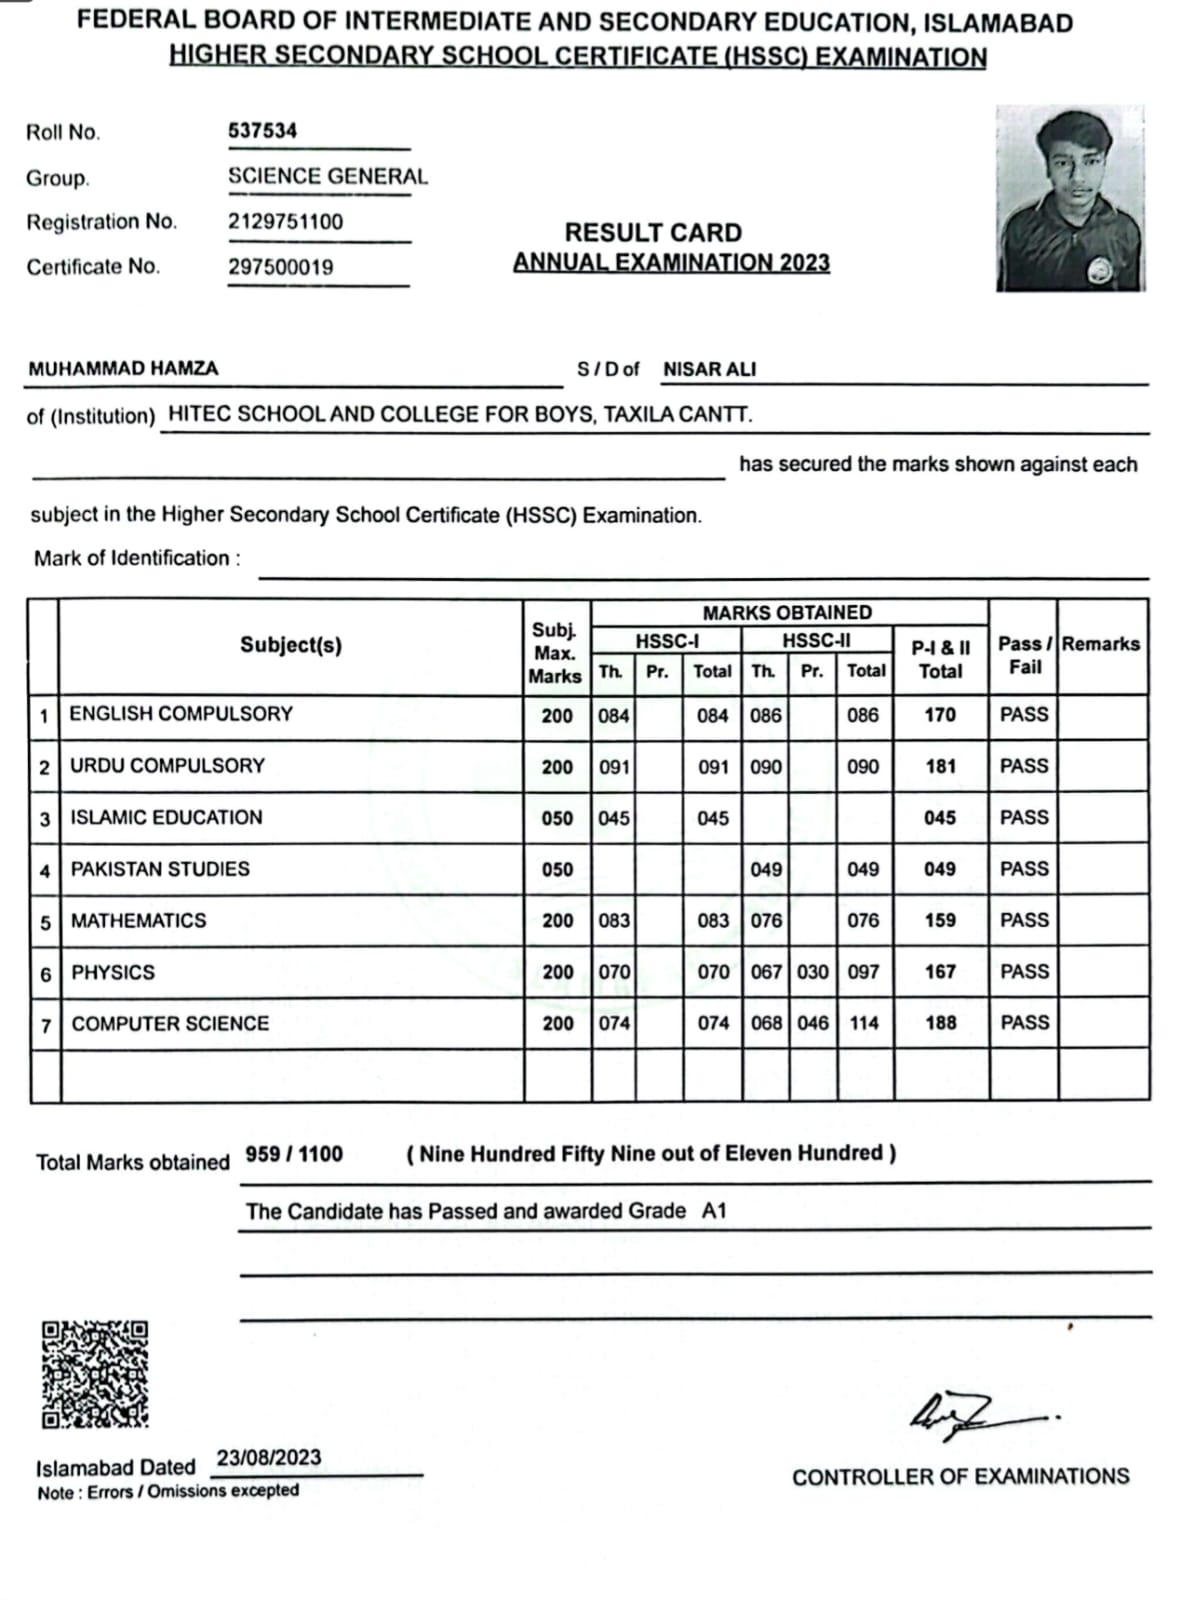 FEDERAL BOARD OF INTERMEDIATE AND SECONDARY EDUCATION, ISLAMABAD
HIGHER SECONDARY SCHOOL CERTIFICATE (HSSC) EXAMINATION
Roll No. 537534
Group. SCIENCE GENERAL
Registration No. 2129751100
Certificate No. 297500019
RESULT CARD
ANNUAL EXAMINATION 2023
MUHAMMAD HAMZA S / D of NISAR ALI
of (Institution) HITEC SCHOOL AND COLLEGE FOR BOYS, TAXILA CANTT.
has secured the marks shown against each
subject in the Higher Secondary School Certificate (HSSC) Examination.
Mark of Identification :
Subject(s) Subj. Max. Marks MARKS OBTAINED Pass / Fail Remarks
HSSC-I HSSC-II P-I & II Total
Th. Pr. Total Th. Pr. Total
1 ENGLISH COMPULSORY 200 084 084 086 086 170 PASS
2 URDU COMPULSORY 200 091 091 090 090 181 PASS
3 ISLAMIC EDUCATION 050 045 045 045 PASS
4 PAKISTAN STUDIES 050 049 049 049 PASS
5 MATHEMATICS 200 083 083 076 076 159 PASS
6 PHYSICS 200 070 070 067 030 097 167 PASS
7 COMPUTER SCIENCE 200 074 074 068 046 114 188 PASS
Total Marks obtained 959 / 1100 ( Nine Hundred Fifty Nine out of Eleven Hundred )
The Candidate has Passed and awarded Grade A1
Islamabad Dated 23/08/2023
Note : Errors / Omissions excepted
CONTROLLER OF EXAMINATIONS